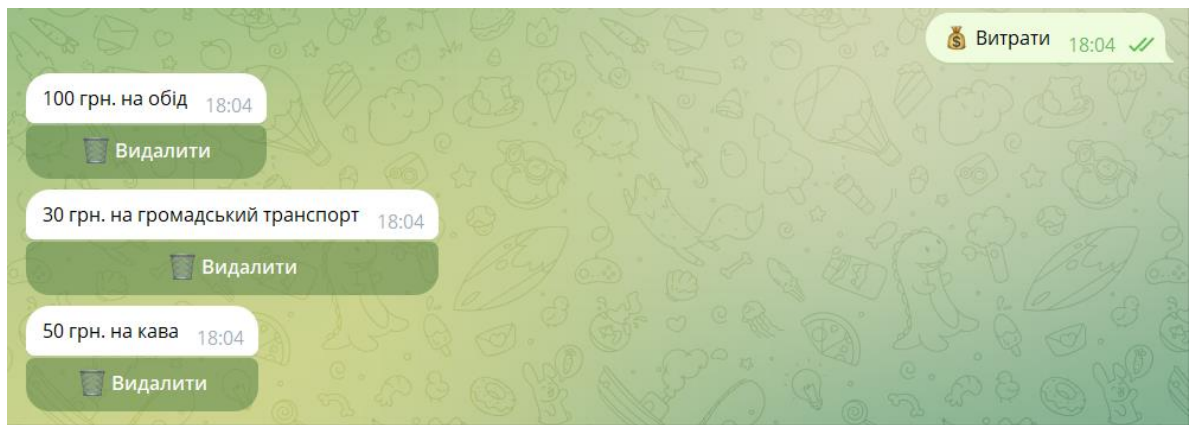 💰 Витрати 18:04
100 грн. на обід 18:04
🗑 Видалити
30 грн. на громадський транспорт 18:04
🗑 Видалити
50 грн. на кава 18:04
🗑 Видалити